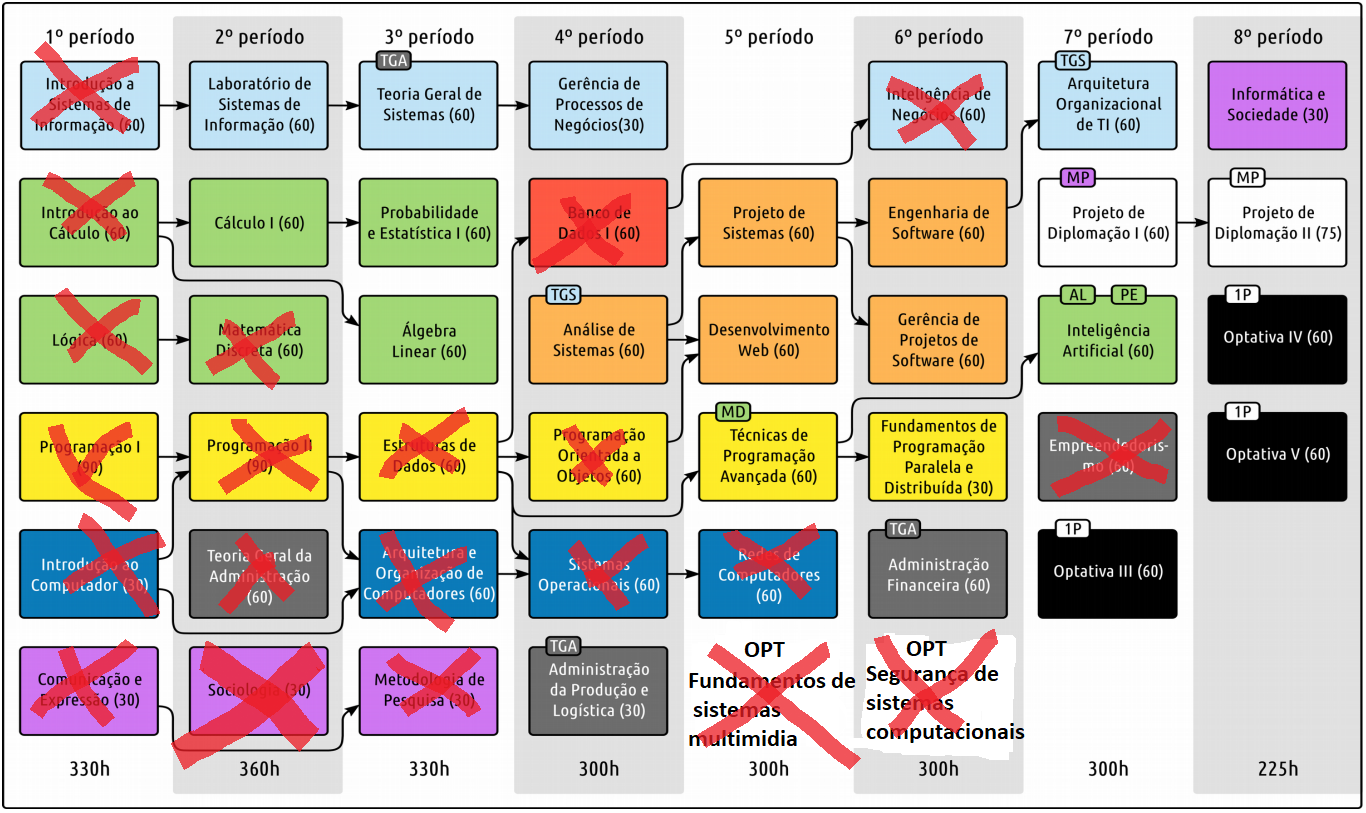 1º período
2º período
3º período
4º período
5º período
6º período
7º período
8º período
Introdução a
Sistemas de
Informação (60)
Laboratório de
Sistemas de
Informação (60)
TGA
Teoria Geral de
Sistemas (60)
Gerência de
Processos de
Negócios(30)
Inteligência de
Negócios (60)
TGS
Arquitetura
Organizacional
de TI (60)
Informática e
Sociedade (30)
Introdução ao
Cálculo (60)
Cálculo I (60)
Probabilidade
e Estatística I (60)
Banco de
Dados I (60)
Projeto de
Sistemas (60)
Engenharia de
Software (60)
MP
Projeto de
Diplomação I (60)
MP
Projeto de
Diplomação II (75)
Lógica (60)
Matemática
Discreta (60)
Álgebra
Linear (60)
TGS
Análise de
Sistemas (60)
Desenvolvimento
Web (60)
Gerência de
Projetos de
Software (60)
AL
PE
Inteligência
Artificial (60)
1P
Optativa IV (60)
Programação I
(90)
Programação II
(90)
Estruturas de
Dados (60)
Programação
Orientada a
Objetos (60)
MD
Técnicas de
Programação
Avançada (60)
Fundamentos de
Programação
Paralela e
Distribuída (30)
Empreendedoris-
mo (60)
1P
Optativa V (60)
Introdução ao
Computador (30)
Teoria Geral da
Administração
(60)
Arquitetura e
Organização de
Computadores (60)
Sistemas
Operacionais (60)
Redes de
Computadores
(60)
TGA
Administração
Financeira (60)
1P
Optativa III (60)
Comunicação e
Expressão (30)
Sociologia (30)
Metodologia de
Pesquisa (30)
TGA
Administração
da Produção e
Logística (30)
OPT
Fundamentos de
sistemas
multimidia
OPT
Segurança de
sistemas
computacionais
330h
360h
330h
300h
300h
300h
300h
225h